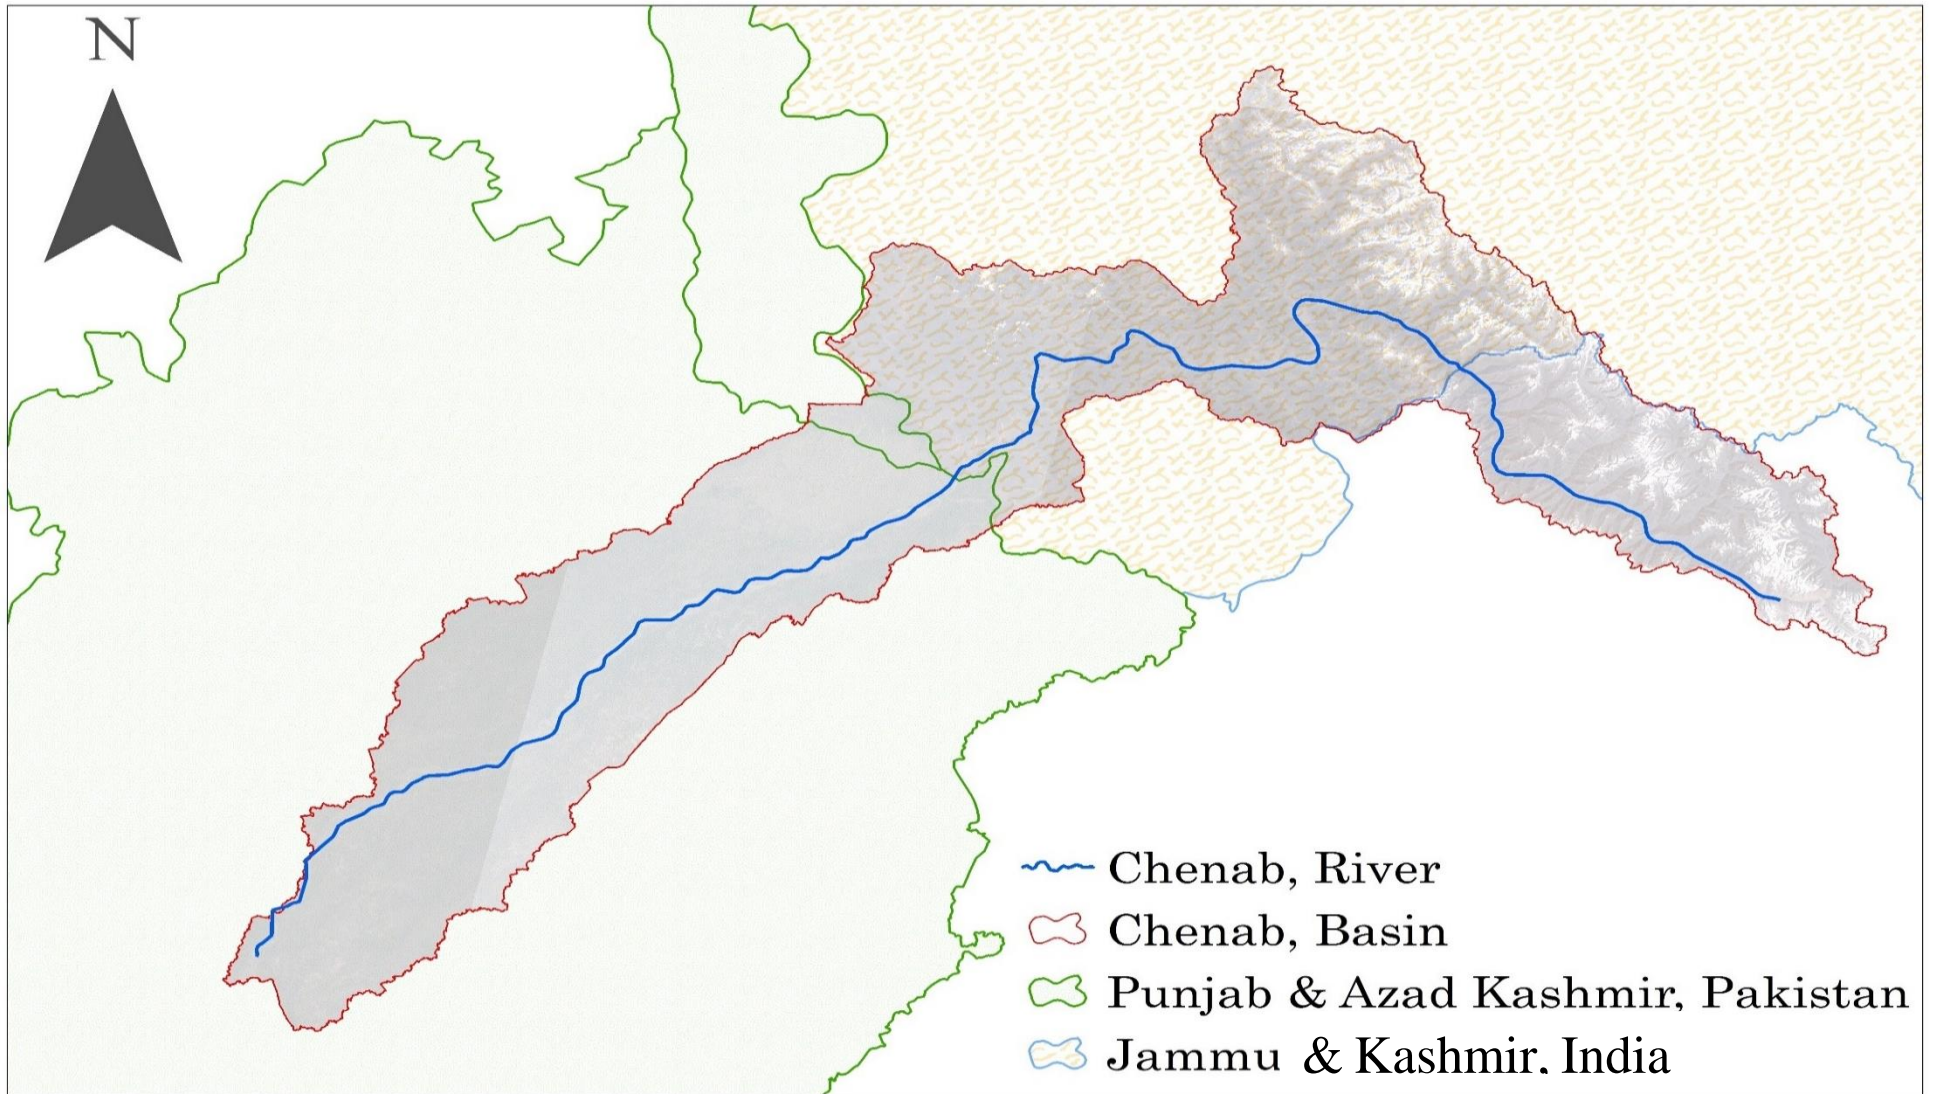 N
Chenab, River
Chenab, Basin
Punjab & Azad Kashmir, Pakistan
Jammu & Kashmir, India